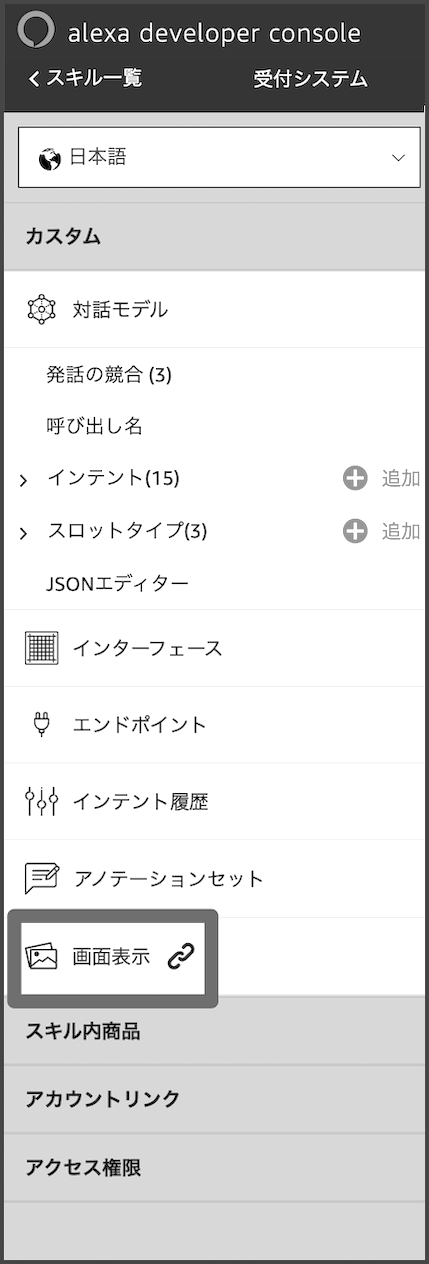 alexa developer console
スキル一覧 受付システム
日本語
カスタム
対話モデル
発話の競合 (3)
呼び出し名
インテント(15) 追加
スロットタイプ(3) 追加
JSONエディター
インターフェース
エンドポイント
インテント履歴
アノテーションセット
画面表示
スキル内商品
アカウントリンク
アクセス権限